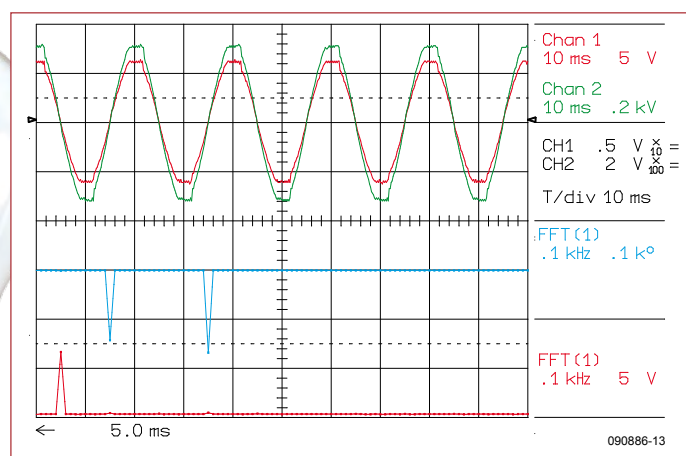 Chan 1
10 ms 5 V
Chan 2
10 ms .2 kV
CH1 .5 V x10 =
CH2 2 V x100 =
T/div 10 ms
FFT(1)
.1 kHz .1 k°
FFT(1)
.1 kHz 5 V
← 5.0 ms
090886-13